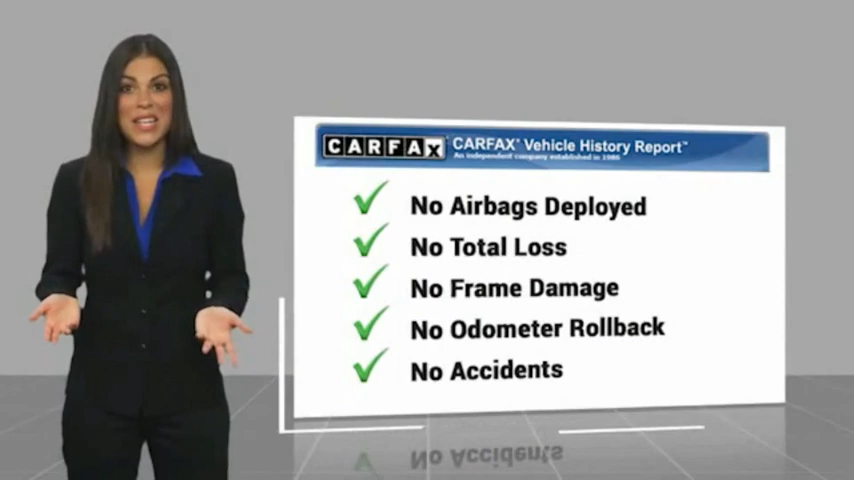 CARFAX CARFAX® Vehicle History Report™
An independent company established in 1986
No Airbags Deployed
No Total Loss
No Frame Damage
No Odometer Rollback
No Accidents
No Accidents